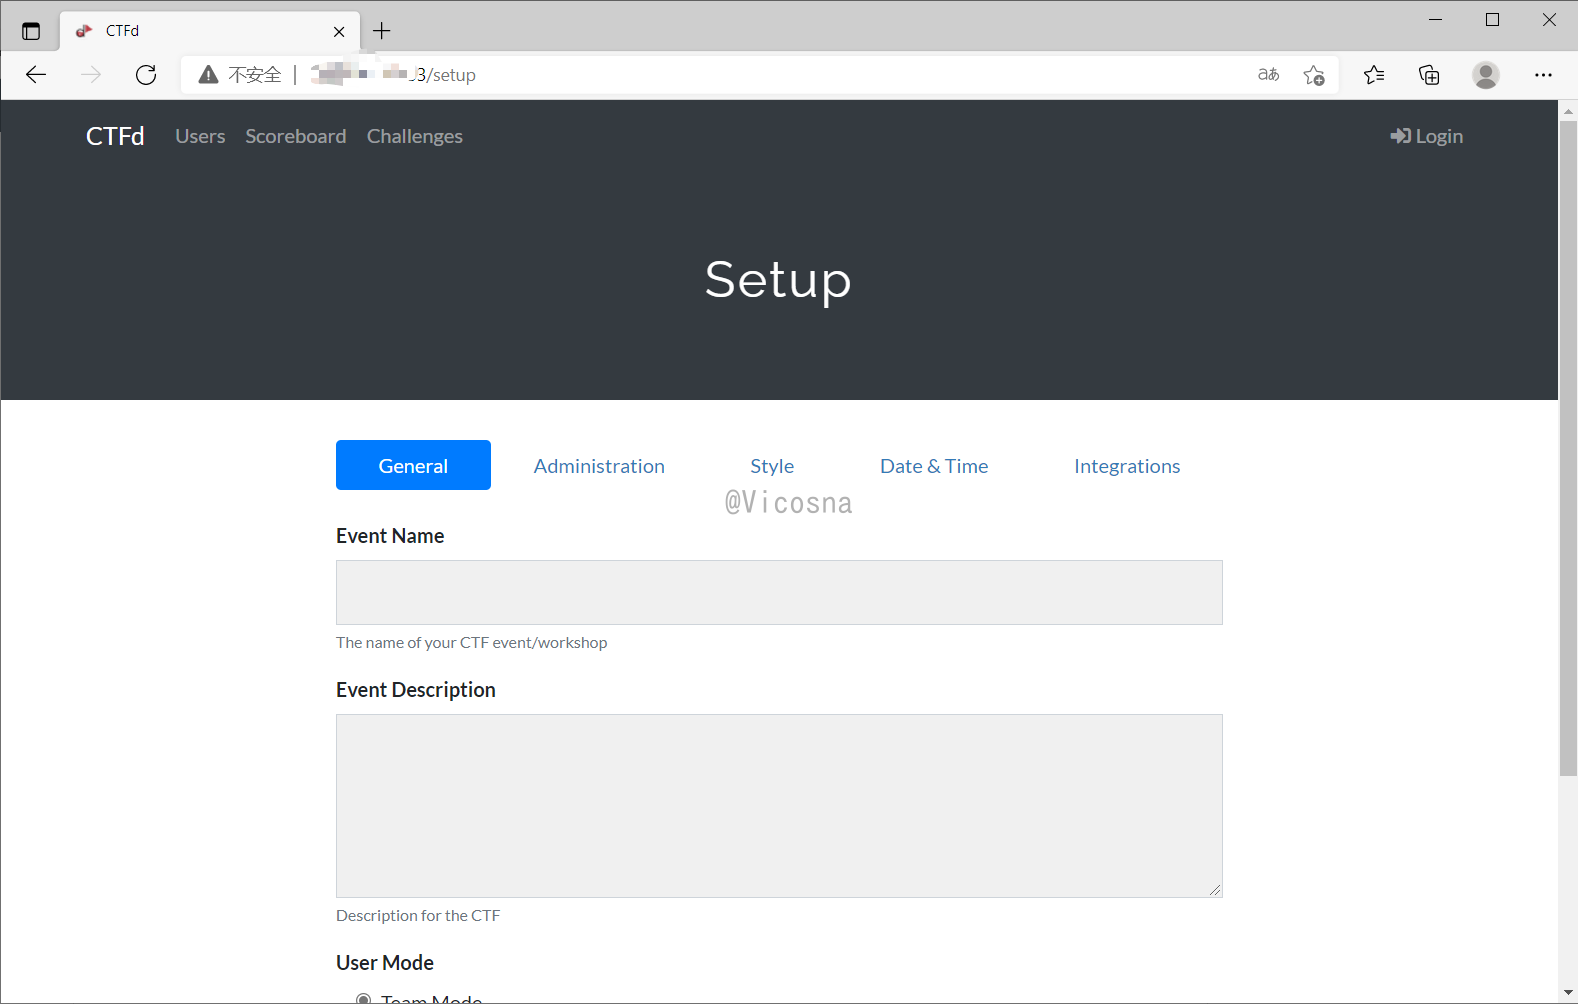 CTFd
不安全 | 3/setup aあ
CTFd Users Scoreboard Challenges Login
Setup
General Administration Style Date & Time Integrations
@Vicosna
Event Name
The name of your CTF event/workshop
Event Description
Description for the CTF
User Mode
Team Mode